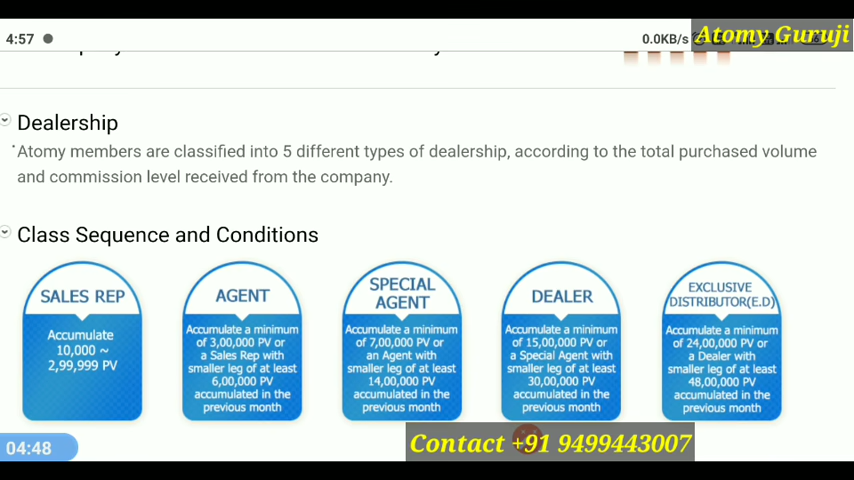 4:57
0.0KB/s
Atomy Guruji
Dealership
Atomy members are classified into 5 different types of dealership, according to the total purchased volume
and commission level received from the company.
Class Sequence and Conditions
SALES REP
Accumulate
10,000 ~
2,99,999 PV
AGENT
Accumulate a minimum
of 3,00,000 PV or
a Sales Rep with
smaller leg of at least
6,00,000 PV
accumulated in the
previous month
SPECIAL
AGENT
Accumulate a minimum
of 7,00,000 PV or
an Agent with
smaller leg of at least
14,00,000 PV
accumulated in the
previous month
DEALER
Accumulate a minimum
of 15,00,000 PV or
a Special Agent with
smaller leg of at least
30,00,000 PV
accumulated in the
previous month
EXCLUSIVE
DISTRIBUTOR(E.D)
Accumulate a minimum
of 24,00,000 PV or
a Dealer with
smaller leg of at least
48,00,000 PV
accumulated in the
previous month
04:48
Contact +91 9499443007